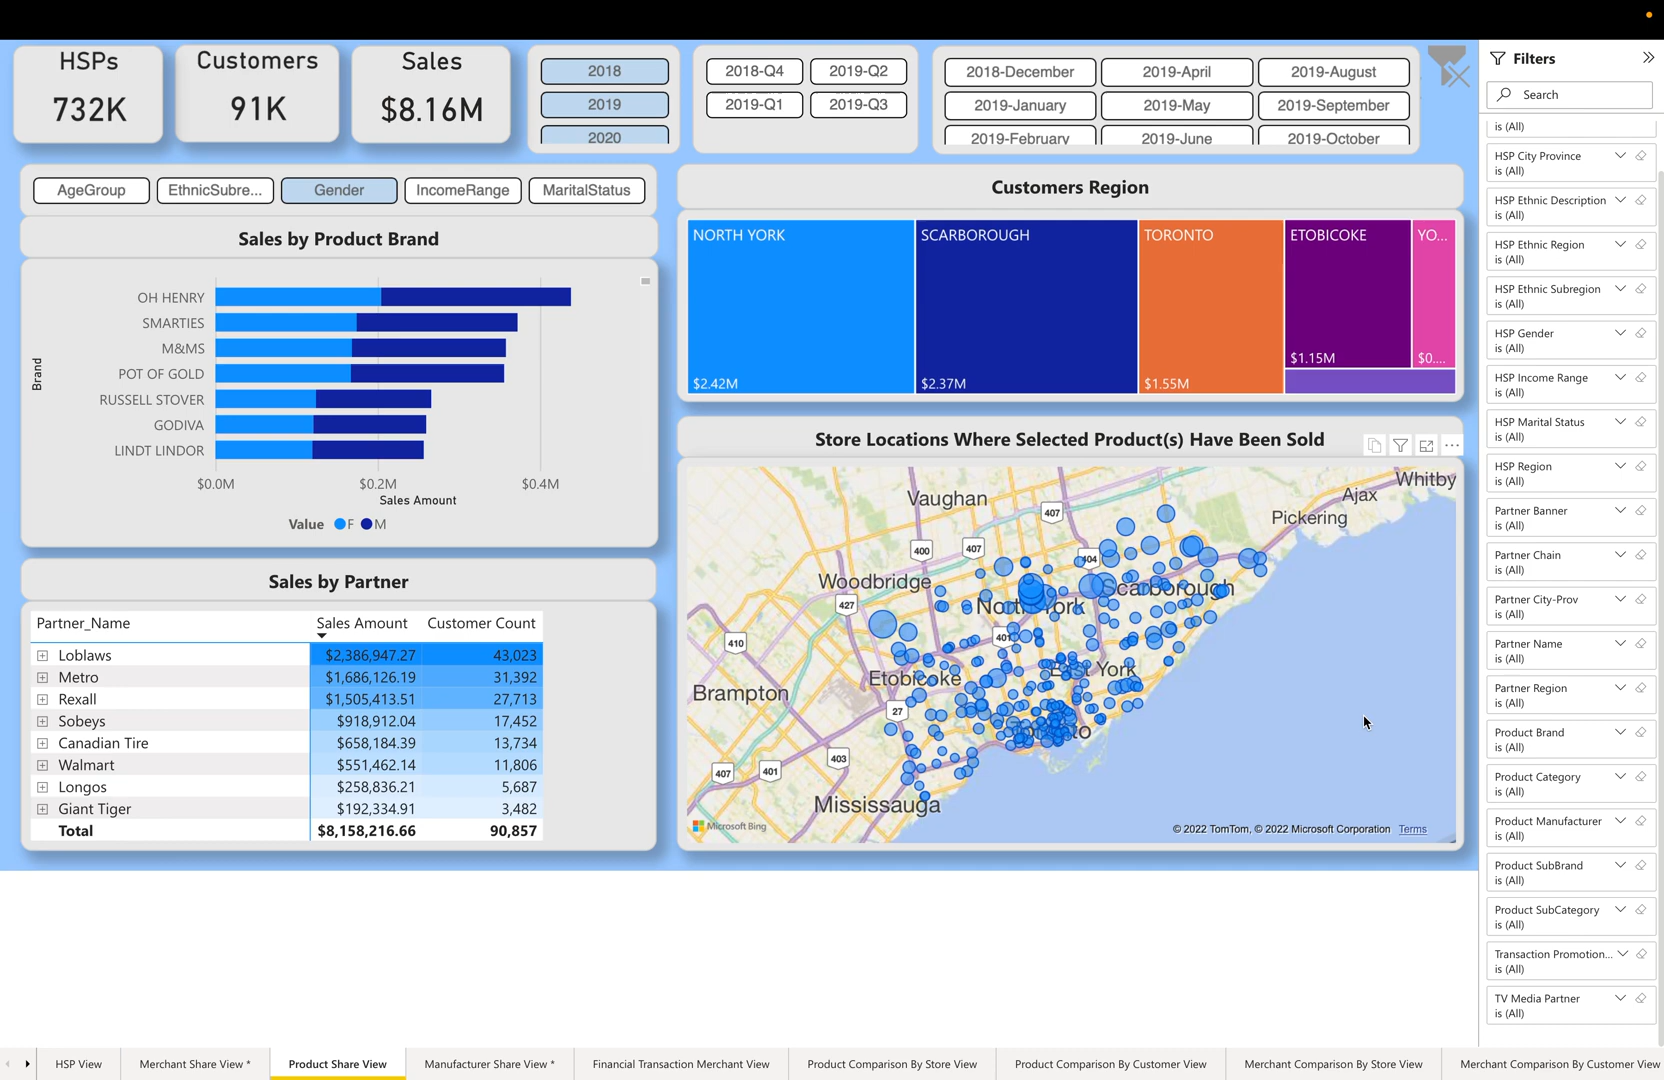 HSPs
732K
Customers
91K
Sales
$8.16M
2018
2019
2020
2018-Q4
2019-Q2
2019-Q1
2019-Q3
2018-December
2019-April
2019-August
2019-January
2019-May
2019-September
2019-February
2019-June
2019-October
AgeGroup
EthnicSubre...
Gender
IncomeRange
MaritalStatus
Sales by Product Brand
Brand
OH HENRY
SMARTIES
M&MS
POT OF GOLD
RUSSELL STOVER
GODIVA
LINDT LINDOR
$0.0M
$0.2M
$0.4M
Sales Amount
Value F M
Sales by Partner
Partner_Name Sales Amount Customer Count
Loblaws $2,386,947.27 43,023
Metro $1,686,126.19 31,392
Rexall $1,505,413.51 27,713
Sobeys $918,912.04 17,452
Canadian Tire $658,184.39 13,734
Walmart $551,462.14 11,806
Longos $258,836.21 5,687
Giant Tiger $192,334.91 3,482
Total $8,158,216.66 90,857
Customers Region
NORTH YORK
$2.42M
SCARBOROUGH
$2.37M
TORONTO
$1.55M
ETOBICOKE
$1.15M
YO...
$0....
Store Locations Where Selected Product(s) Have Been Sold
Whitby
Ajax
Vaughan
407
Pickering
400
407
404
Woodbridge
Scarborough
427
North York
401
410
East York
Etobicoke
Brampton
27
Toronto
403
407
401
Mississauga
Microsoft Bing
© 2022 TomTom, © 2022 Microsoft Corporation Terms
Filters
Search
is (All)
HSP City Province
is (All)
HSP Ethnic Description
is (All)
HSP Ethnic Region
is (All)
HSP Ethnic Subregion
is (All)
HSP Gender
is (All)
HSP Income Range
is (All)
HSP Marital Status
is (All)
HSP Region
is (All)
Partner Banner
is (All)
Partner Chain
is (All)
Partner City-Prov
is (All)
Partner Name
is (All)
Partner Region
is (All)
Product Brand
is (All)
Product Category
is (All)
Product Manufacturer
is (All)
Product SubBrand
is (All)
Product SubCategory
is (All)
Transaction Promotion...
is (All)
TV Media Partner
is (All)
HSP View
Merchant Share View *
Product Share View
Manufacturer Share View *
Financial Transaction Merchant View
Product Comparison By Store View
Product Comparison By Customer View
Merchant Comparison By Store View
Merchant Comparison By Customer View